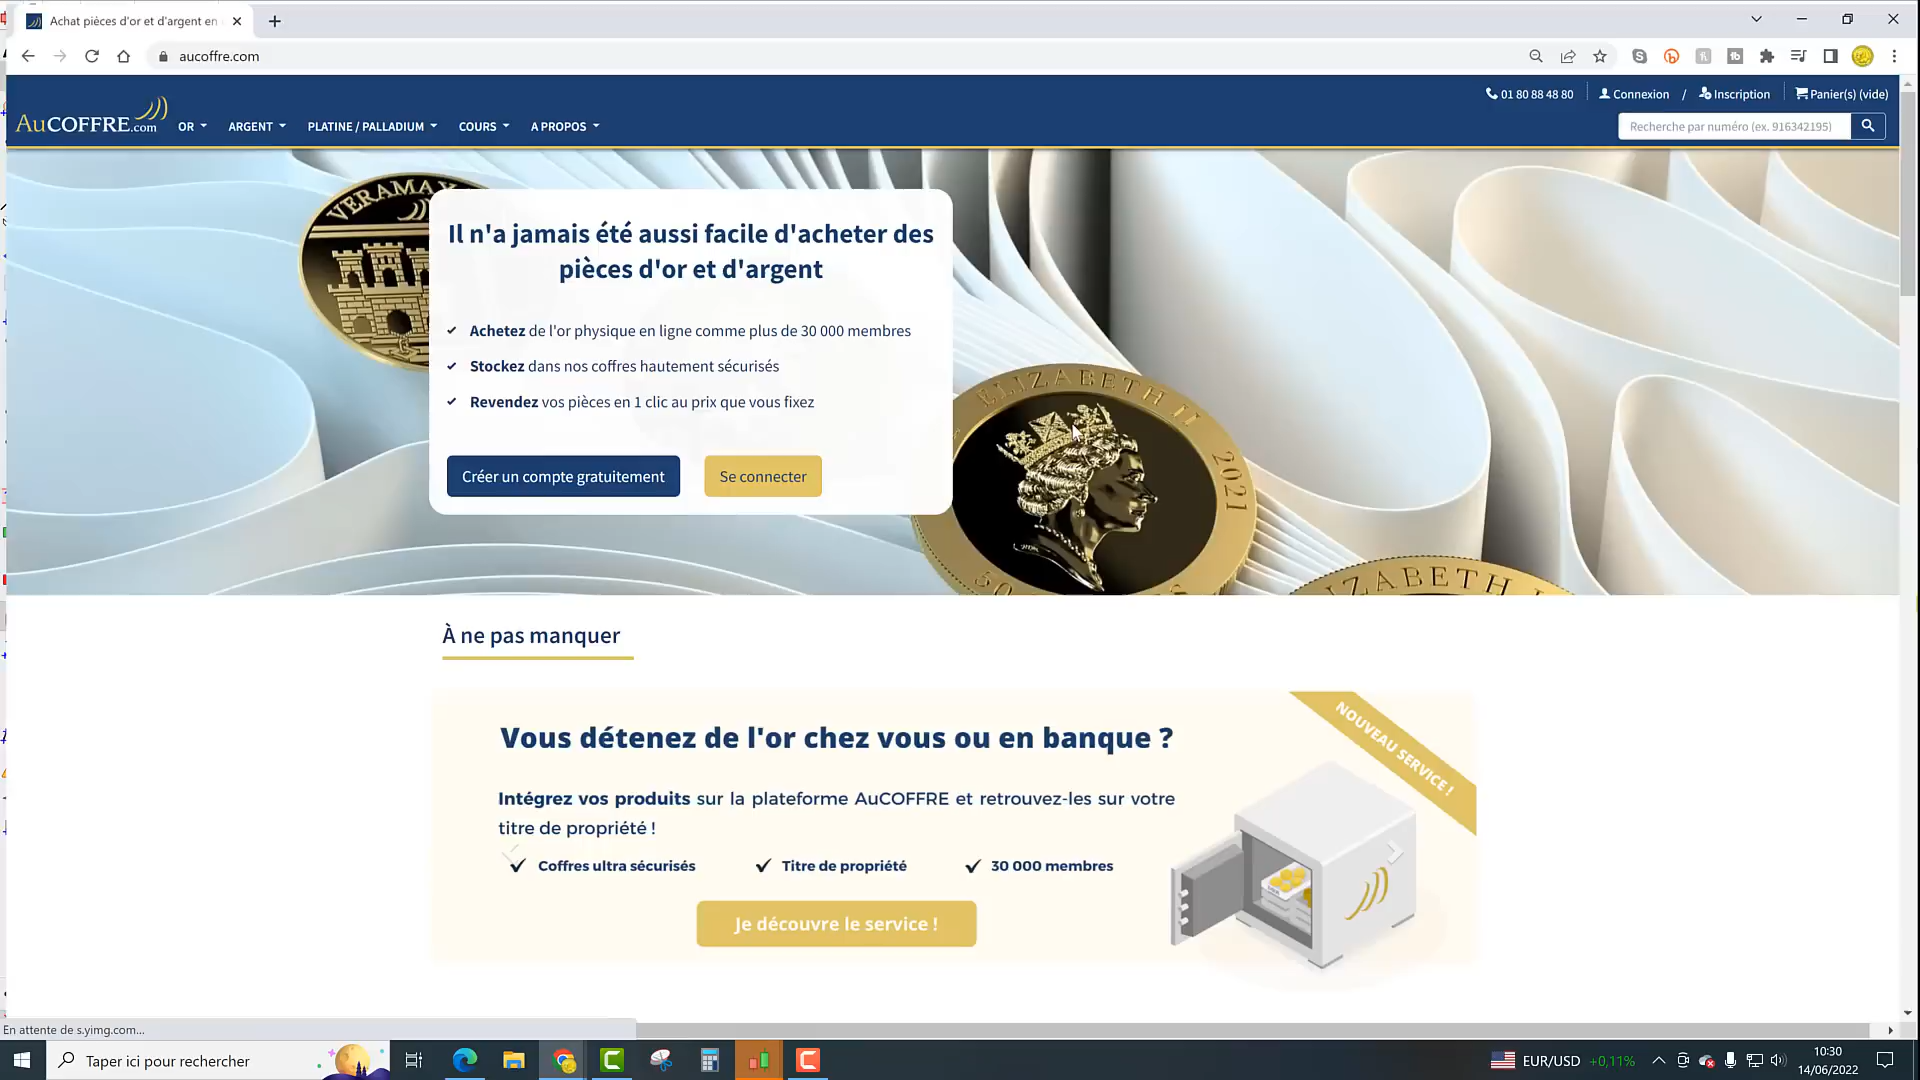 Achat pièces d'or et d'argent en
aucoffre.com
01 80 88 48 80
Connexion
/
Inscription
Panier(s) (vide)
AuCOFFRE.com
OR
ARGENT
PLATINE / PALLADIUM
COURS
A PROPOS
Recherche par numéro (ex. 916342195)
VERAMAX
Il n'a jamais été aussi facile d'acheter des
pièces d'or et d'argent
Achetez de l'or physique en ligne comme plus de 30 000 membres
Stockez dans nos coffres hautement sécurisés
Revendez vos pièces en 1 clic au prix que vous fixez
Créer un compte gratuitement
Se connecter
ELIZABETH II
2021
À ne pas manquer
Vous détenez de l'or chez vous ou en banque ?
NOUVEAU SERVICE !
Intégrez vos produits sur la plateforme AuCOFFRE et retrouvez-les sur votre
titre de propriété !
Coffres ultra sécurisés
Titre de propriété
30 000 membres
Je découvre le service !
En attente de s.yimg.com...
Taper ici pour rechercher
EUR/USD
+0,11%
10:30
14/06/2022